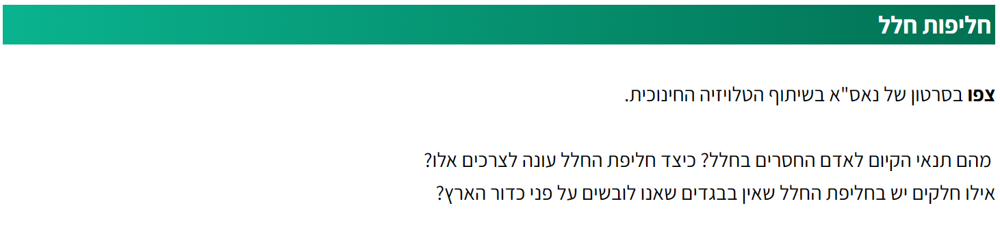 חליפות חלל
צפו בסרטון של נאס"א בשיתוף הטלויזיה החינוכית.
מהם תנאי הקיום לאדם החסרים בחלל? כיצד חליפת החלל עונה לצרכים אלו?
אילו חלקים יש בחליפת החלל שאין בבגדים שאנו לובשים על פני כדור הארץ?